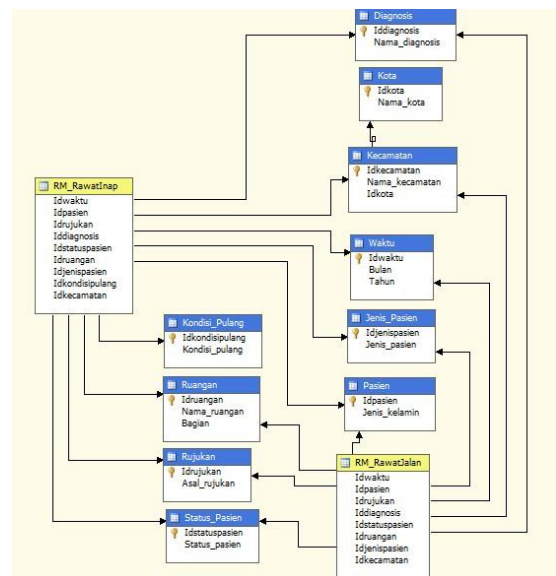 Diagnosis
Iddiagnosis
Nama_diagnosis
Kota
Idkota
Nama_kota
Kecamatan
Idkecamatan
Nama_kecamatan
Idkota
RM_RawatInap
Idwaktu
Idpasien
Idrujukan
Iddiagnosis
Idstatuspasien
Idruangan
Idjenispasien
Idkondisipulang
Idkecamatan
Waktu
Idwaktu
Bulan
Tahun
Kondisi_Pulang
Idkondisipulang
Kondisi_pulang
Jenis_Pasien
Idjenispasien
Jenis_pasien
Ruangan
Idruangan
Nama_ruangan
Bagian
Pasien
Idpasien
Jenis_kelamin
Rujukan
Idrujukan
Asal_rujukan
Status_Pasien
Idstatuspasien
Status_pasien
RM_RawatJalan
Idwaktu
Idpasien
Idrujukan
Iddiagnosis
Idstatuspasien
Idruangan
Idjenispasien
Idkecamatan